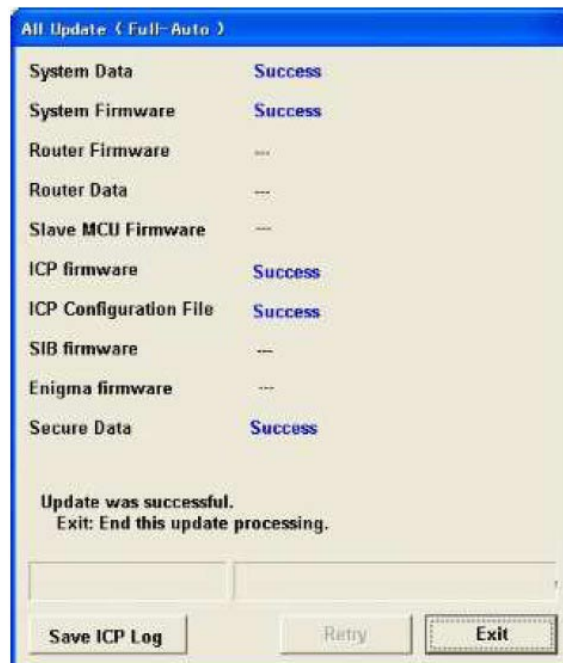 All Update ( Full-Auto )
System Data Success
System Firmware Success
Router Firmware ---
Router Data ---
Slave MCU Firmware ---
ICP firmware Success
ICP Configuration File Success
SIB firmware ---
Enigma firmware ---
Secure Data Success
Update was successful.
Exit: End this update processing.
Save ICP Log Retry Exit